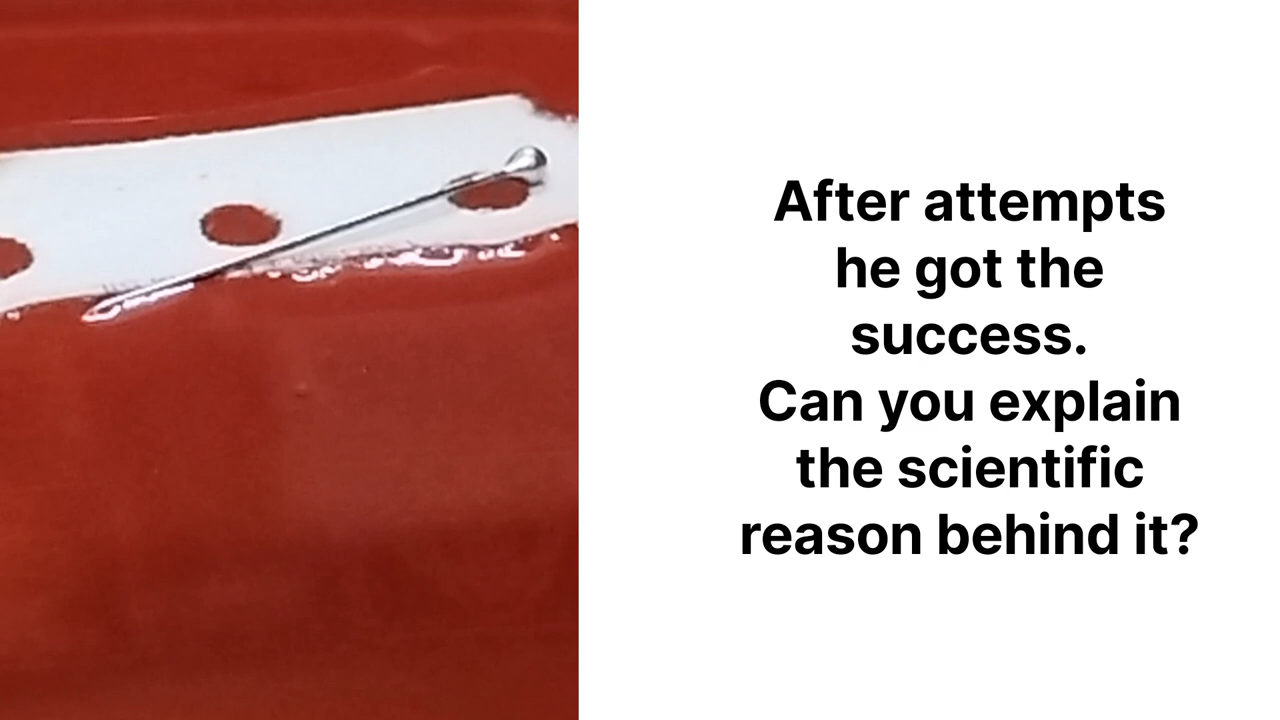 After attempts
he got the
success.
Can you explain
the scientific
reason behind it?